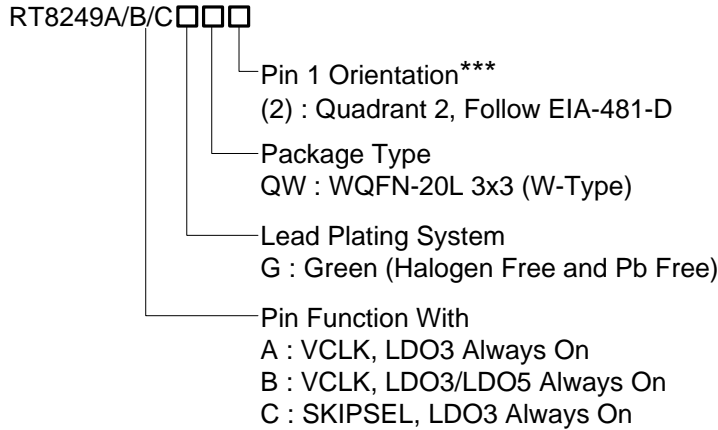 RT8249A/B/C□□□
Pin 1 Orientation***
(2) : Quadrant 2, Follow EIA-481-D
Package Type
QW : WQFN-20L 3x3 (W-Type)
Lead Plating System
G : Green (Halogen Free and Pb Free)
Pin Function With
A : VCLK, LDO3 Always On
B : VCLK, LDO3/LDO5 Always On
C : SKIPSEL, LDO3 Always On